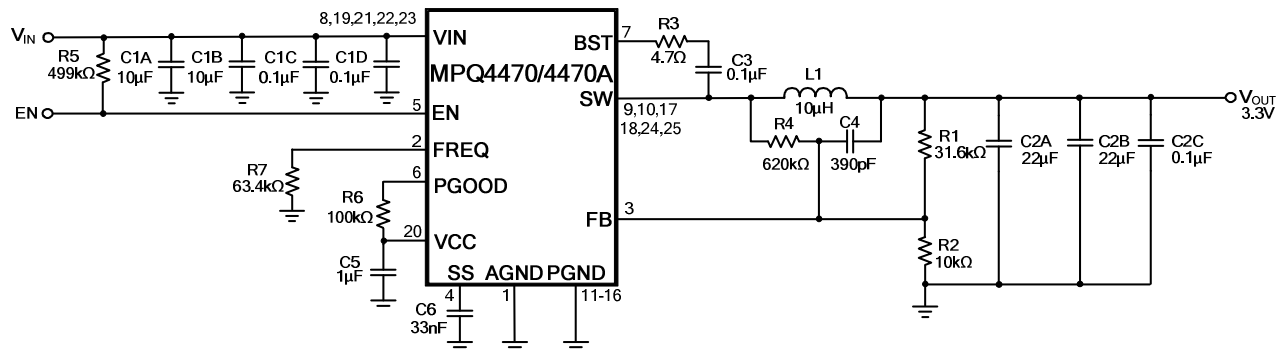 8,19,21,22,23
VIN
R5
499kΩ
C1A
10µF
C1B
10µF
C1C
0.1µF
C1D
0.1µF
EN
VIN
MPQ4470/4470A
BST
7
R3
4.7Ω
C3
0.1µF
SW
9,10,17
18,24,25
L1
10µH
R4
620kΩ
C4
390pF
R1
31.6kΩ
C2A
22µF
C2B
22µF
C2C
0.1µF
VOUT
3.3V
5
EN
2
FREQ
R7
63.4kΩ
6
PGOOD
R6
100kΩ
20
VCC
C5
1µF
FB
3
R2
10kΩ
SS
AGND
PGND
4
1
11-16
C6
33nF